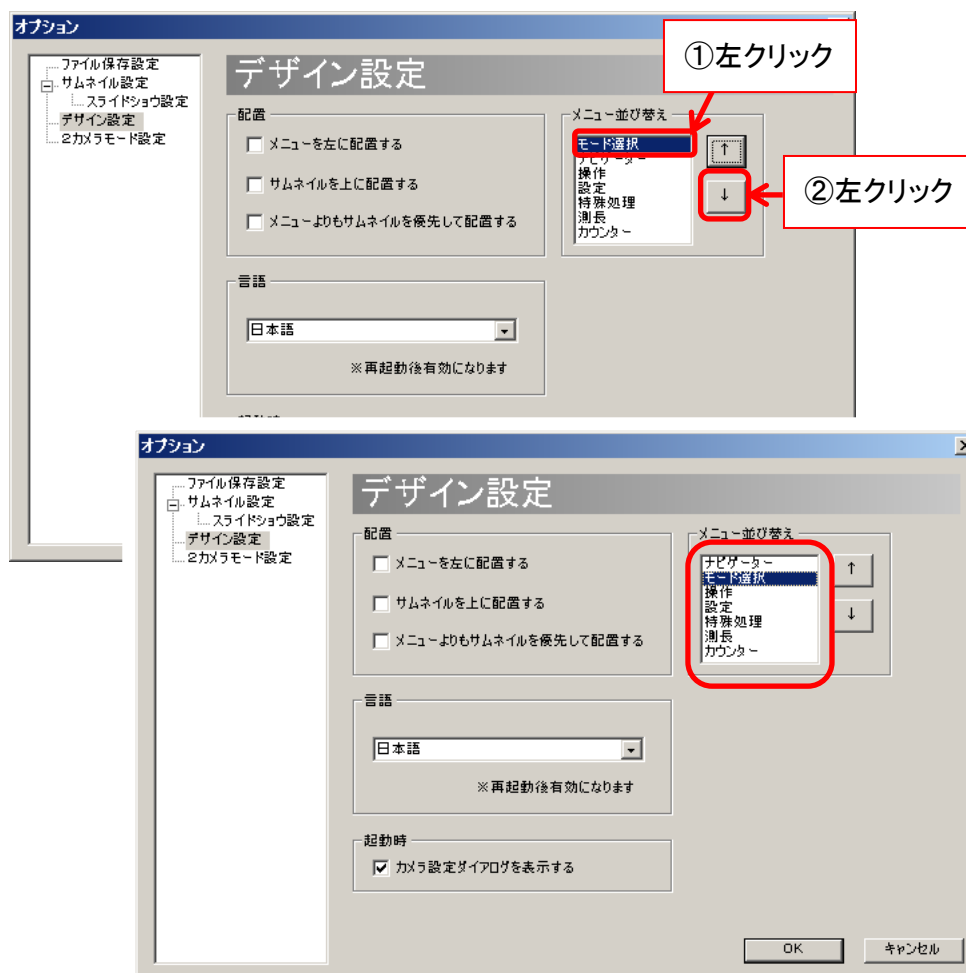 オプション
ファイル保存設定
サムネイル設定
スライドショウ設定
デザイン設定
2カメラモード設定
デザイン設定
①左クリック
配置
メニューを左に配置する
サムネイルを上に配置する
メニューよりもサムネイルを優先して配置する
メニュー並び替え
モード選択
ナビゲーター
操作
設定
特殊処理
測長
カウンター
↑
↓
②左クリック
言語
日本語
※再起動後有効になります
オプション
ファイル保存設定
サムネイル設定
スライドショウ設定
デザイン設定
2カメラモード設定
デザイン設定
配置
メニューを左に配置する
サムネイルを上に配置する
メニューよりもサムネイルを優先して配置する
メニュー並び替え
ナビゲーター
モード選択
操作
設定
特殊処理
測長
カウンター
↑
↓
言語
日本語
※再起動後有効になります
起動時
カメラ設定ダイアログを表示する
OK
キャンセル